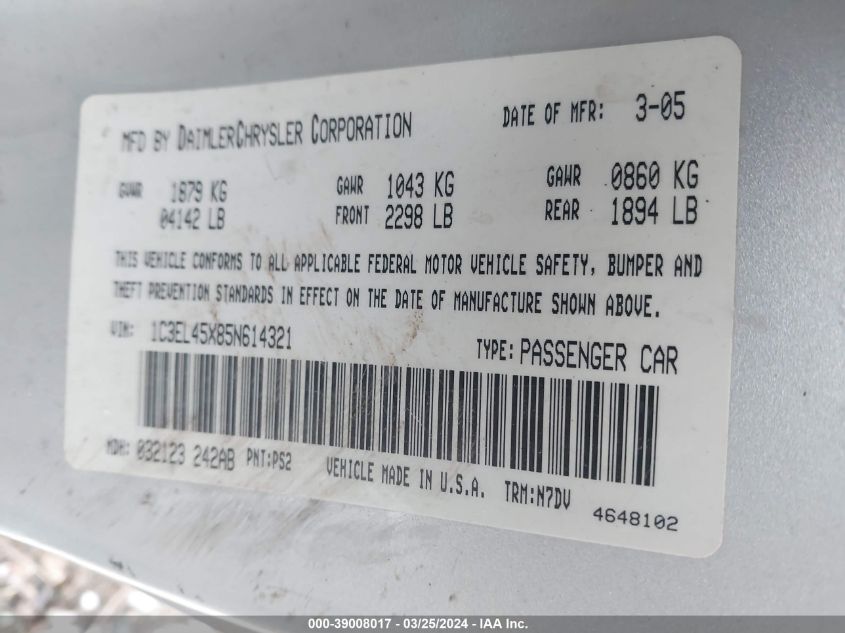 MFD BY DAIMLERCHRYSLER CORPORATION DATE OF MFR: 3-05
GVWR 1879 KG GAWR 1043 KG GAWR 0860 KG
04142 LB FRONT 2298 LB REAR 1894 LB
THIS VEHICLE CONFORMS TO ALL APPLICABLE FEDERAL MOTOR VEHICLE SAFETY, BUMPER AND
THEFT PREVENTION STANDARDS IN EFFECT ON THE DATE OF MANUFACTURE SHOWN ABOVE.
VIN: 1C3EL45X85N614321 TYPE: PASSENGER CAR
MDH: 032123 242AB PNT:PS2 VEHICLE MADE IN U.S.A. TRM:N7DV
4648102
000-39008017 - 03/25/2024 - IAA Inc.